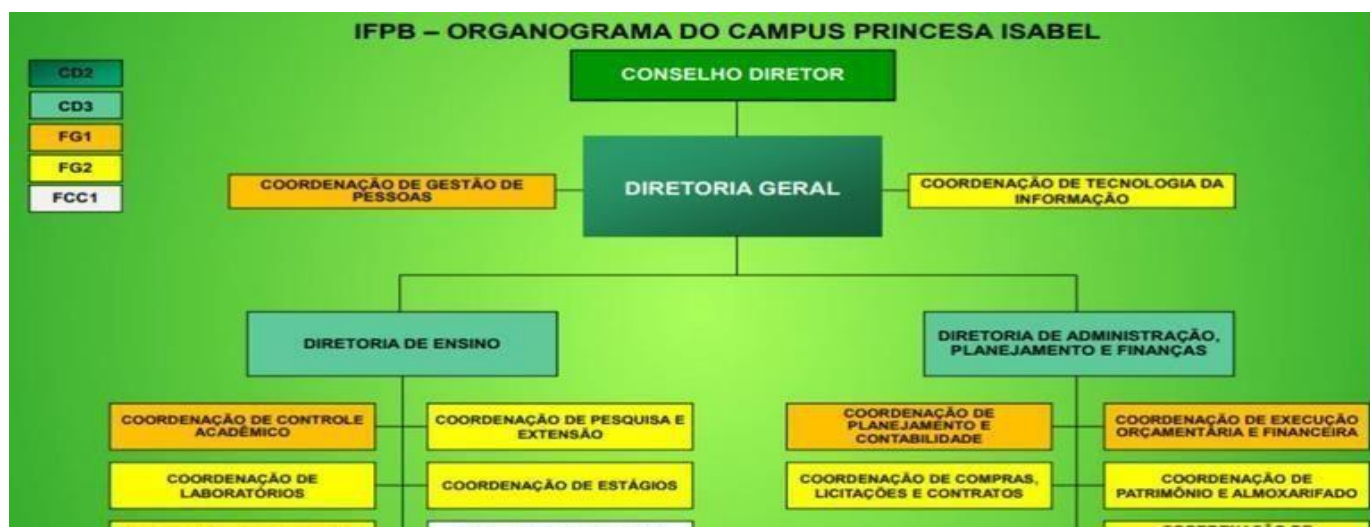 IFPB – ORGANOGRAMA DO CAMPUS PRINCESA ISABEL
CD2
CD3
FG1
FG2
FCC1
CONSELHO DIRETOR
DIRETORIA GERAL
COORDENAÇÃO DE GESTÃO DE
PESSOAS
COORDENAÇÃO DE TECNOLOGIA DA
INFORMAÇÃO
DIRETORIA DE ENSINO
DIRETORIA DE ADMINISTRAÇÃO,
PLANEJAMENTO E FINANÇAS
COORDENAÇÃO DE CONTROLE
ACADÊMICO
COORDENAÇÃO DE PESQUISA E
EXTENSÃO
COORDENAÇÃO DE
PLANEJAMENTO E
CONTABILIDADE
COORDENAÇÃO DE EXECUÇÃO
ORÇAMENTÁRIA E FINANCEIRA
COORDENAÇÃO DE
LABORATÓRIOS
COORDENAÇÃO DE ESTÁGIOS
COORDENAÇÃO DE COMPRAS,
LICITAÇÕES E CONTRATOS
COORDENAÇÃO DE
PATRIMÔNIO E ALMOXARIFADO